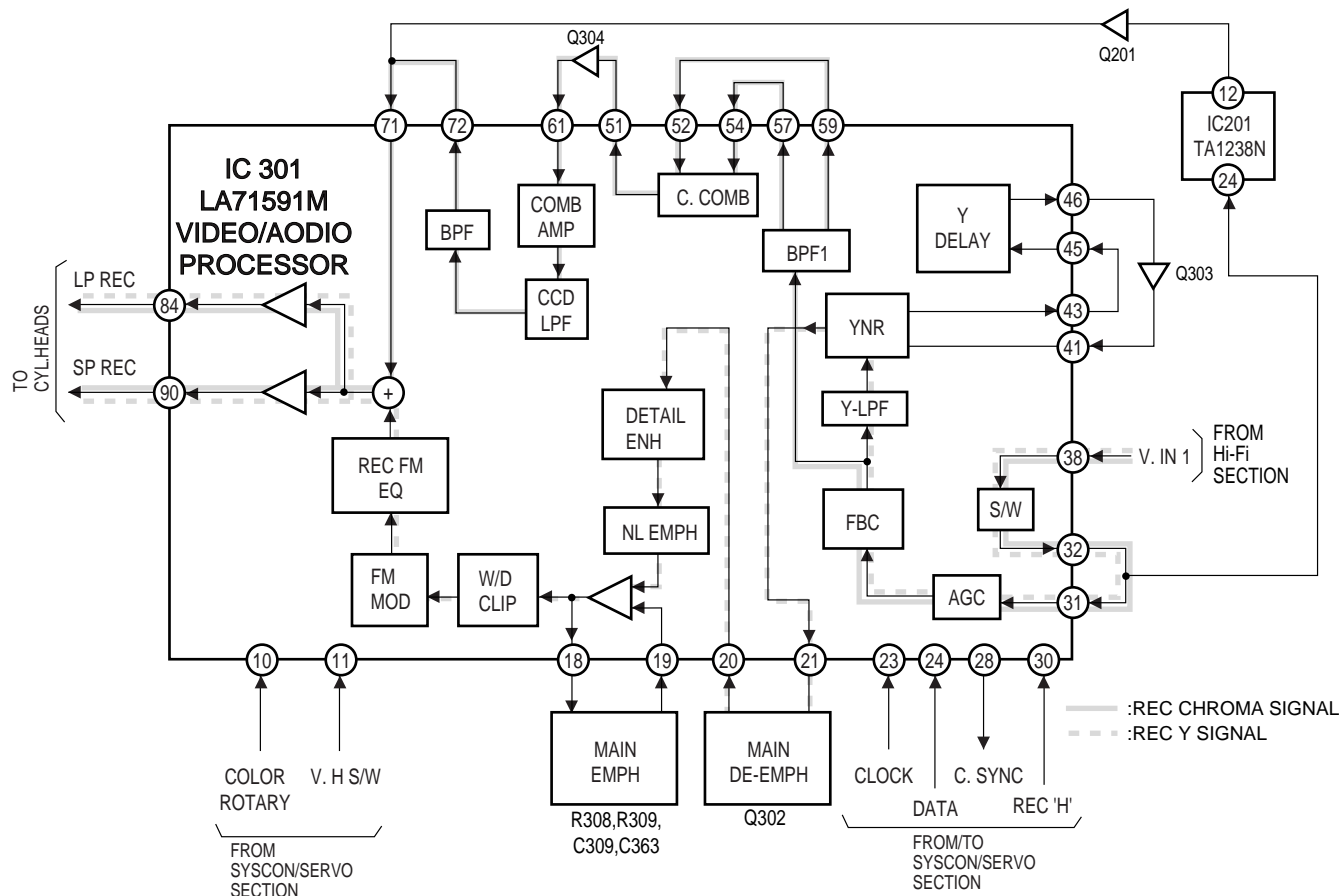 Q304
Q201
12
IC201
TA1238N
24
71
72
61
51
52
54
57
59
IC 301
LA71591M
VIDEO/AODIO
PROCESSOR
BPF
COMB
AMP
C. COMB
CCD
LPF
BPF1
Y
DELAY
46
45
Q303
43
41
YNR
Y-LPF
FBC
LP REC
84
SP REC
90
TO
CYL.HEADS
+
REC FM
EQ
FM
MOD
W/D
CLIP
DETAIL
ENH
NL EMPH
38
V. IN 1
FROM
Hi-Fi
SECTION
S/W
32
AGC
31
10
11
18
19
20
21
23
24
28
30
:REC CHROMA SIGNAL
:REC Y SIGNAL
COLOR
ROTARY
V. H S/W
FROM
SYSCON/SERVO
SECTION
MAIN
EMPH
R308,R309,
C309,C363
MAIN
DE-EMPH
Q302
CLOCK
DATA
C. SYNC
REC 'H'
FROM/TO
SYSCON/SERVO
SECTION